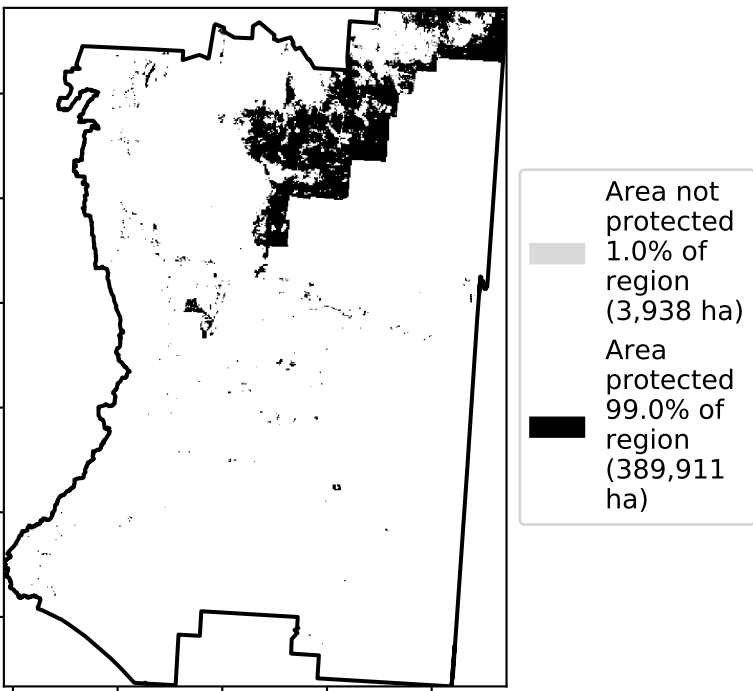 Area not
protected
1.0% of
region
(3,938 ha)
Area
protected
99.0% of
region
(389,911
ha)